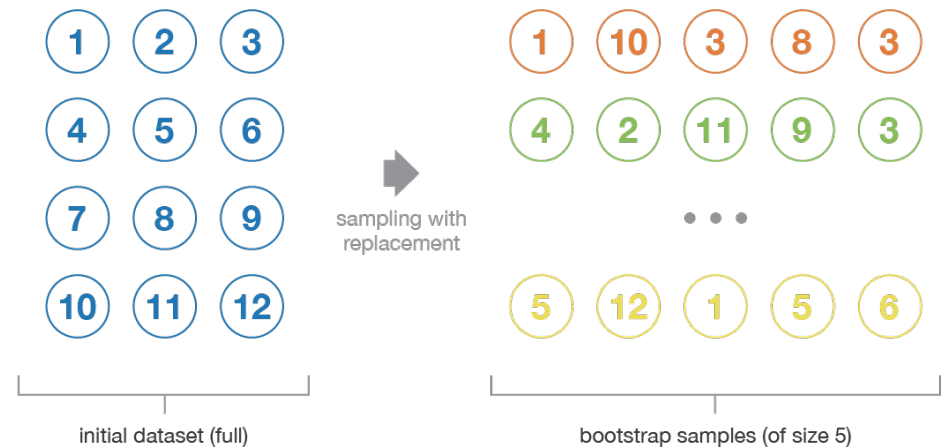 1 2 3
4 5 6
7 8 9
10 11 12
initial dataset (full)
sampling with
replacement
1 10 3 8 3
4 2 11 9 3
...
5 12 1 5 6
bootstrap samples (of size 5)